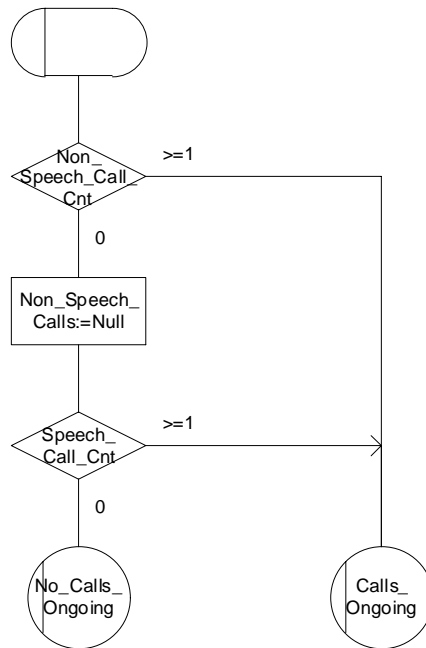 Non_
Speech_Call_
Cnt
>=1
0
Non_Speech_
Calls:=Null
Speech_
Call_Cnt
>=1
0
No_Calls_
Ongoing
Calls_
Ongoing